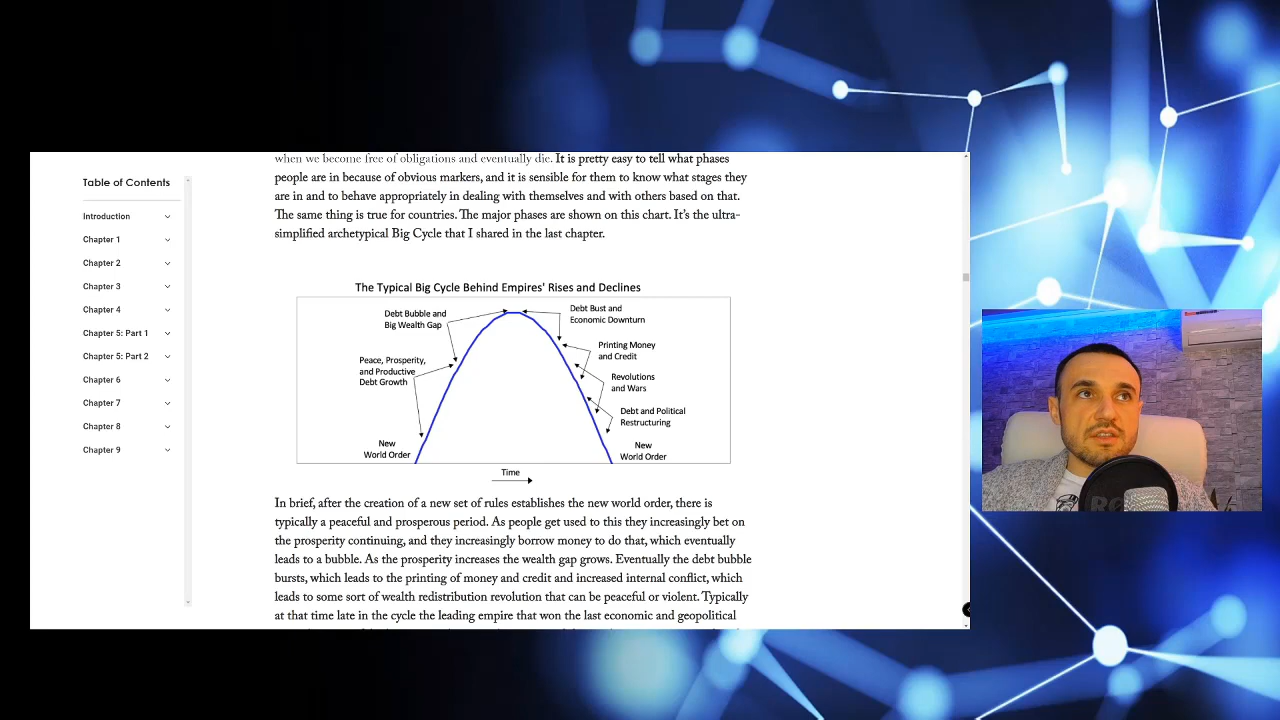 Table of Contents
Introduction
Chapter 1
Chapter 2
Chapter 3
Chapter 4
Chapter 5: Part 1
Chapter 5: Part 2
Chapter 6
Chapter 7
Chapter 8
Chapter 9
when we become free of obligations and eventually die. It is pretty easy to tell what phases
people are in because of obvious markers, and it is sensible for them to know what stages they
are in and to behave appropriately in dealing with themselves and with others based on that.
The same thing is true for countries. The major phases are shown on this chart. It's the ultra-
simplified archetypical Big Cycle that I shared in the last chapter.
The Typical Big Cycle Behind Empires' Rises and Declines
Debt Bubble and
Big Wealth Gap
Peace, Prosperity,
and Productive
Debt Growth
New
World Order
Debt Bust and
Economic Downturn
Printing Money
and Credit
Revolutions
and Wars
Debt and Political
Restructuring
New
World Order
Time
In brief, after the creation of a new set of rules establishes the new world order, there is
typically a peaceful and prosperous period. As people get used to this they increasingly bet on
the prosperity continuing, and they increasingly borrow money to do that, which eventually
leads to a bubble. As the prosperity increases the wealth gap grows. Eventually the debt bubble
bursts, which leads to the printing of money and credit and increased internal conflict, which
leads to some sort of wealth redistribution revolution that can be peaceful or violent. Typically
at that time late in the cycle the leading empire that won the last economic and geopolitical